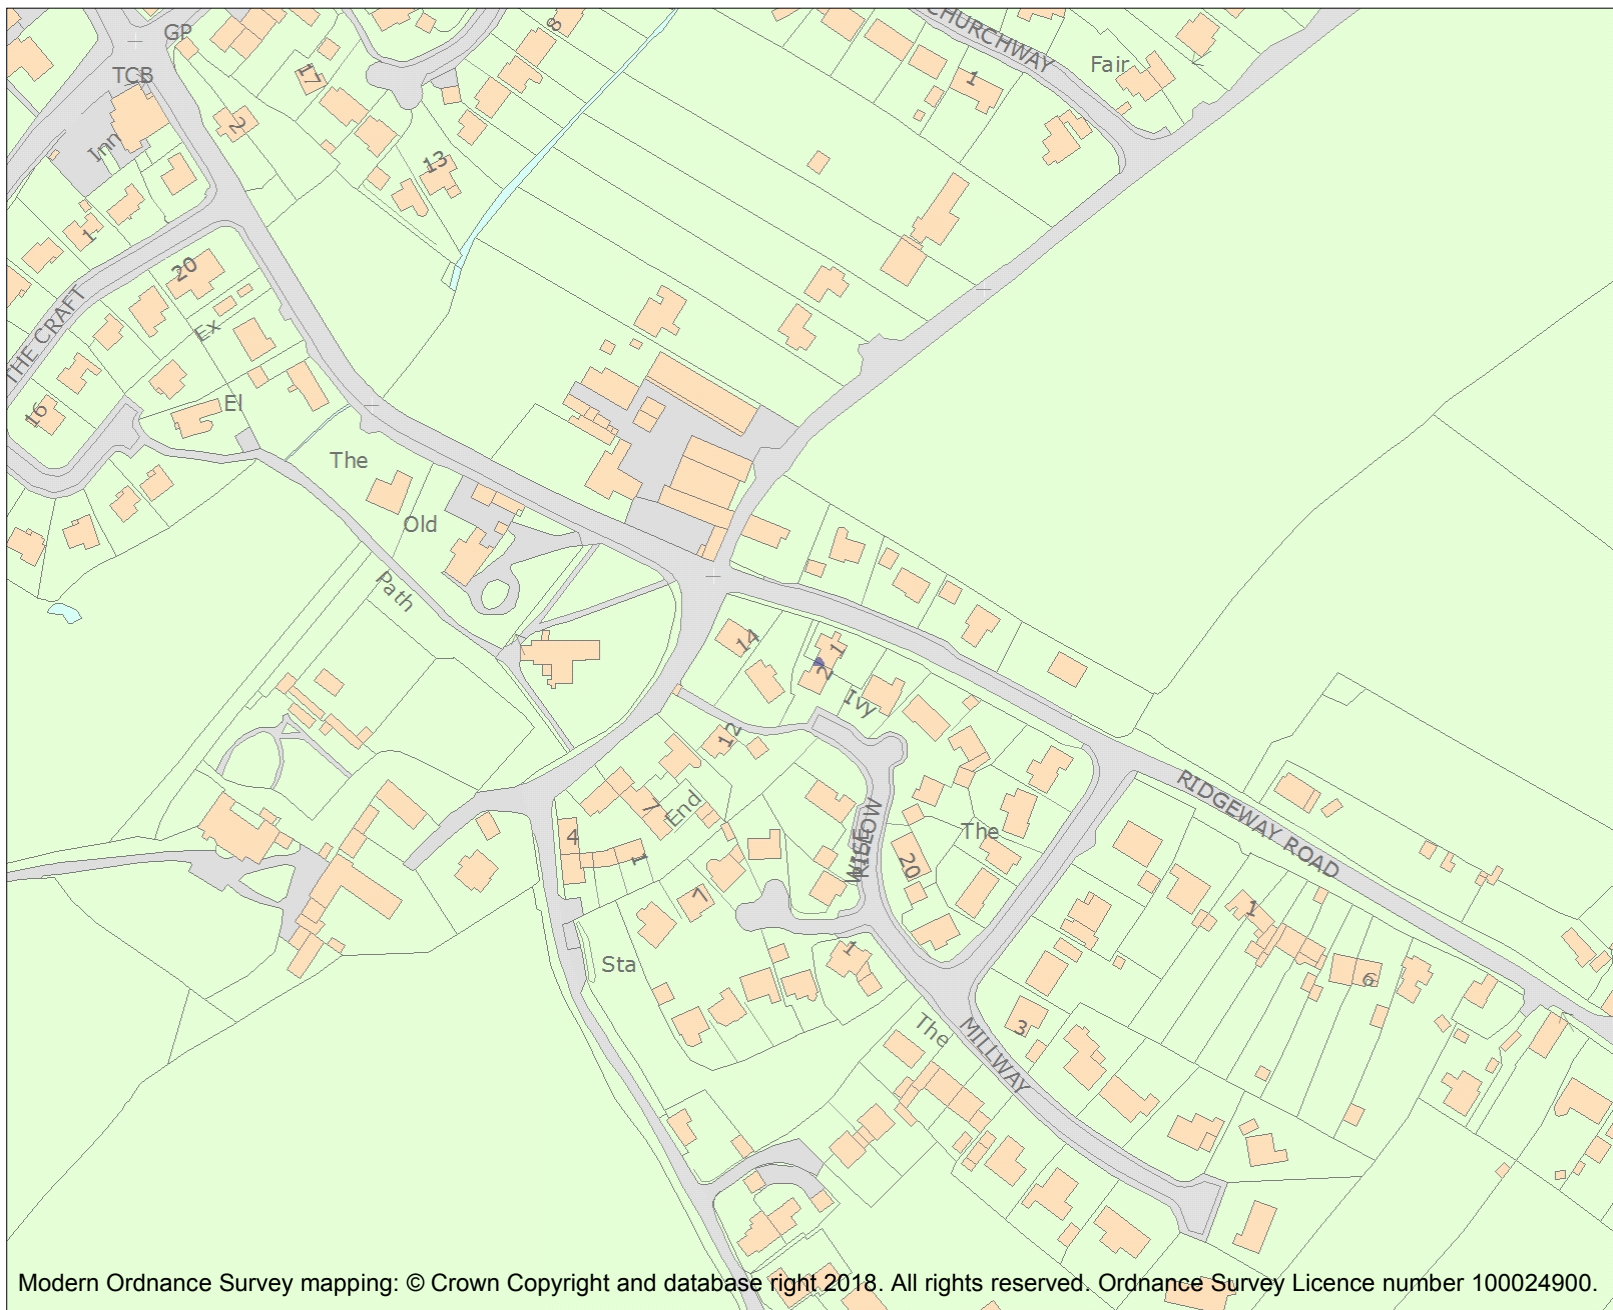 GP
TCB
Inn
17
2
13
8
CHURCHWAY
Fair
1
1
20
THE CRAFT
Ex
16
El
The
Old
Path
14
1
2
Ivy
12
7
End
4
1
7
WILLOW
RISE
20
The
RIDGEWAY ROAD
1
6
Sta
1
The
3
MILLWAY
Modern Ordnance Survey mapping: © Crown Copyright and database right 2018. All rights reserved. Ordnance Survey Licence number 100024900.